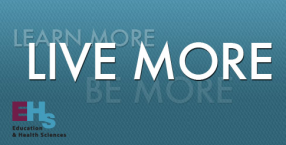 LEARN MORE
LIVE MORE
BE MORE
EHS
Education
& Health Sciences